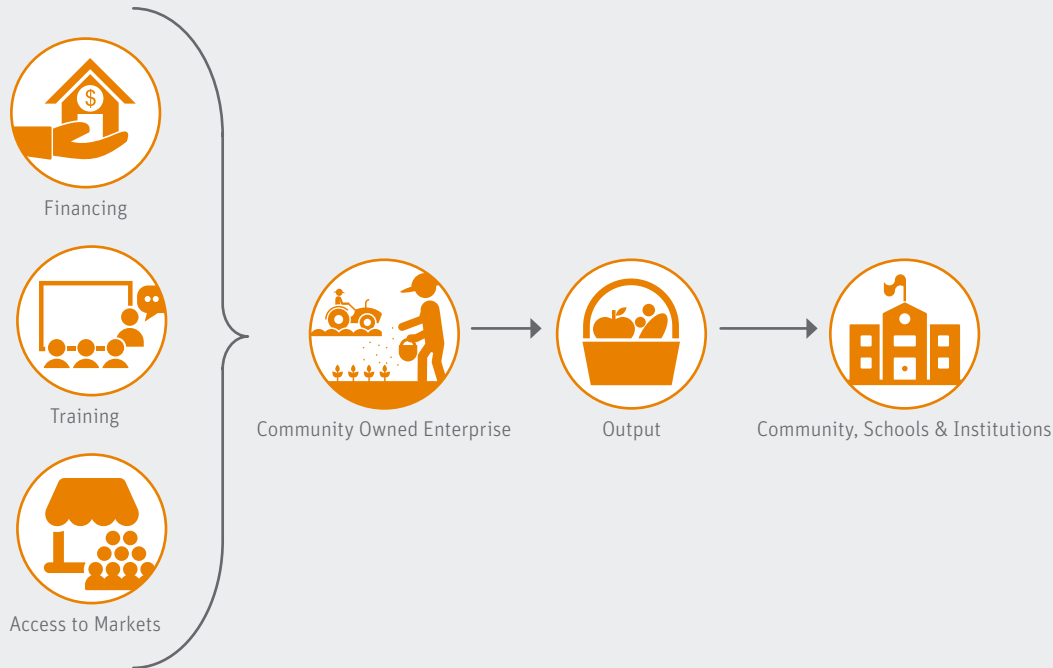 $
Financing
Training
Access to Markets
Community Owned Enterprise
Output
Community, Schools & Institutions